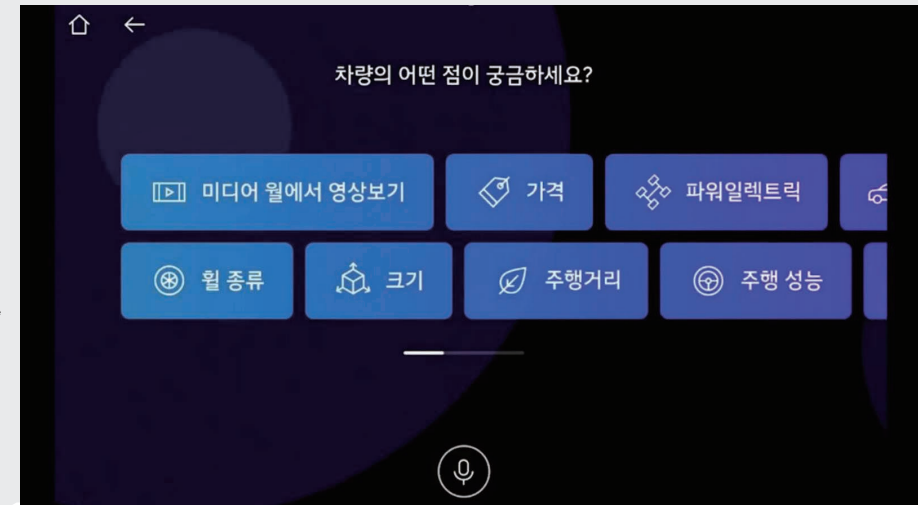 차량의 어떤 점이 궁금하세요?
미디어 월에서 영상보기 가격 파워일렉트릭
휠 종류 크기 주행거리 주행 성능